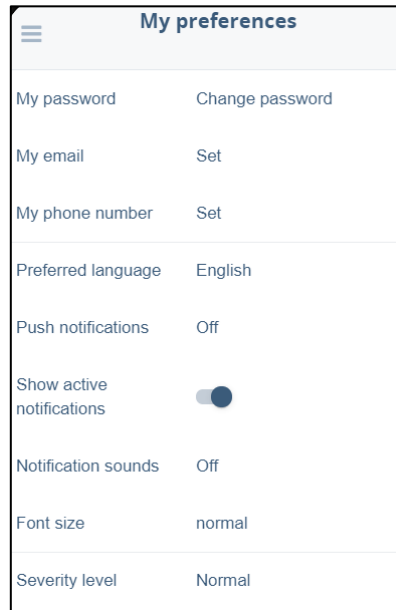 My preferences
My password Change password
My email Set
My phone number Set
Preferred language English
Push notifications Off
Show active
notifications
Notification sounds Off
Font size normal
Severity level Normal